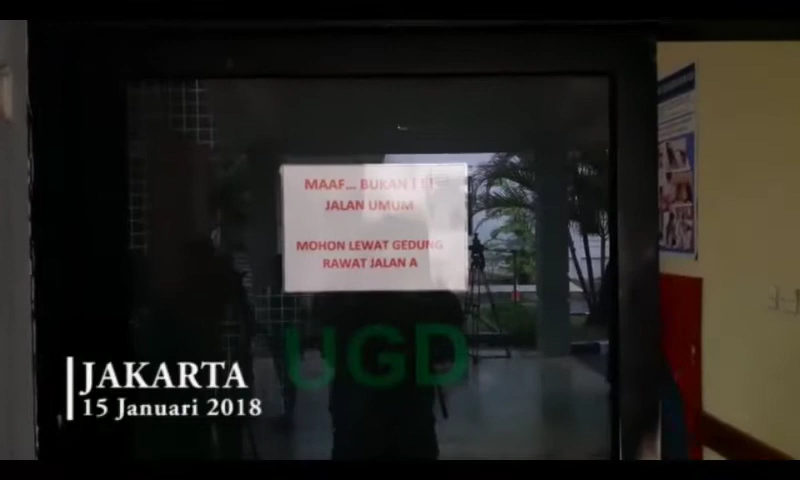 MAAF... BUKAN !!!
JALAN UMUM
MOHON LEWAT GEDUNG
RAWAT JALAN A
UGD
JAKARTA
15 Januari 2018